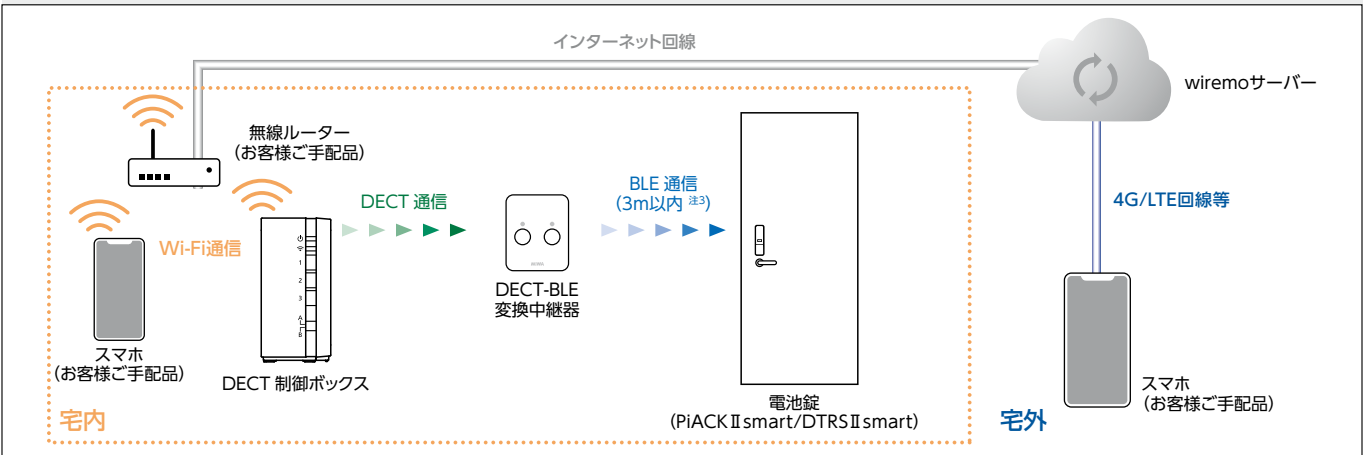 インターネット回線
wiremoサーバー
無線ルーター
(お客様ご手配品)
DECT 通信
BLE 通信
(3m以内 注3)
4G/LTE回線等
Wi-Fi通信
1
2
3
A
B
DECT-BLE
変換中継器
スマホ
(お客様ご手配品)
DECT 制御ボックス
電池錠
(PiACKⅡsmart/DTRSⅡsmart)
スマホ
(お客様ご手配品)
宅内
宅外